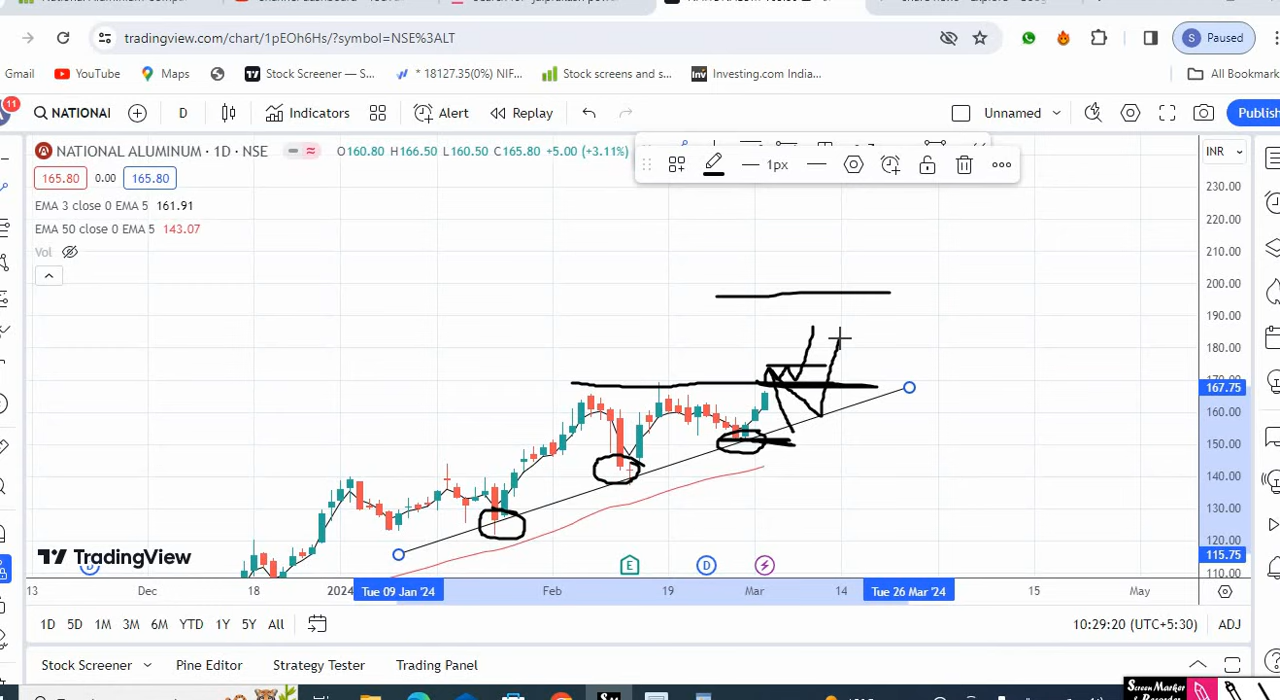 tradingview.com/chart/1pEOh6Hs/?symbol=NSE%3ALT
S Paused
Gmail YouTube Maps Stock Screener — S... * 18127.35(0%) NIF... Stock screens and s... Investing.com India... All Bookmark
11
NATIONAL D Indicators Alert Replay Unnamed Publish
NATIONAL ALUMINUM · 1D · NSE O160.80 H166.50 L160.50 C165.80 +5.00 (+3.11%) INR
1px
165.80 0.00 165.80
EMA 3 close 0 EMA 5 161.91
EMA 50 close 0 EMA 5 143.07
Vol
230.00
220.00
210.00
200.00
190.00
180.00
170.00
167.75
160.00
150.00
140.00
130.00
120.00
115.75
110.00
TradingView
E D
13 Dec 18 2024 Tue 09 Jan '24 Feb 19 Mar 14 Tue 26 Mar '24 15 May
1D 5D 1M 3M 6M YTD 1Y 5Y All 10:29:20 (UTC+5:30) ADJ
Stock Screener Pine Editor Strategy Tester Trading Panel